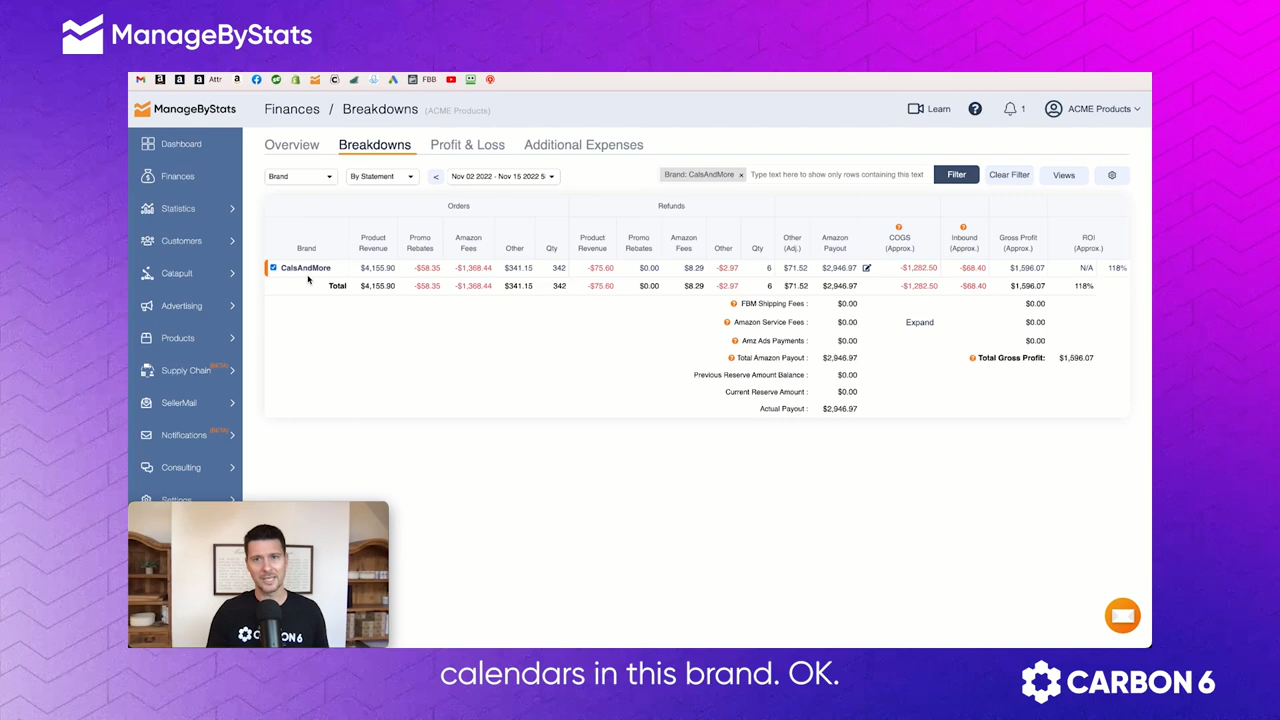 ManageByStats
Attr
FBB
ManageByStats
Finances / Breakdowns (ACME Products)
Learn
1
ACME Products
Dashboard
Finances
Statistics
Customers
Catapult
Advertising
Products
Supply Chain (BETA)
SellerMail
Notifications (BETA)
Consulting
Settings
Overview Breakdowns Profit & Loss Additional Expenses
Brand By Statement < Nov 02 2022 - Nov 15 2022 5 Brand: CalsAndMore x Type text here to show only rows containing this text Filter Clear Filter Views
Orders Refunds
Brand Product Revenue Promo Rebates Amazon Fees Other Qty Product Revenue Promo Rebates Amazon Fees Other Qty Other (Adj.) Amazon Payout COGS (Approx.) Inbound (Approx.) Gross Profit (Approx.) ROi (Approx.)
CalsAndMore $4,155.90 -$58.35 -$1,368.44 $341.15 342 -$75.60 $0.00 $8.29 -$2.97 6 $71.52 $2,946.97 -$1,282.50 -$68.40 $1,596.07 N/A 118%
Total $4,155.90 -$58.35 -$1,368.44 $341.15 342 -$75.60 $0.00 $8.29 -$2.97 6 $71.52 $2,946.97 -$1,282.50 -$68.40 $1,596.07 118%
FBM Shipping Fees : $0.00 $0.00
Amazon Service Fees : $0.00 Expand $0.00
Amz Ads Payments : $0.00 $0.00
Total Amazon Payout : $2,946.97 Total Gross Profit: $1,596.07
Previous Reserve Amount Balance : $0.00
Current Reserve Amount : $0.00
Actual Payout : $2,946.97
CARBON 6
calendars in this brand. OK.
CARBON 6